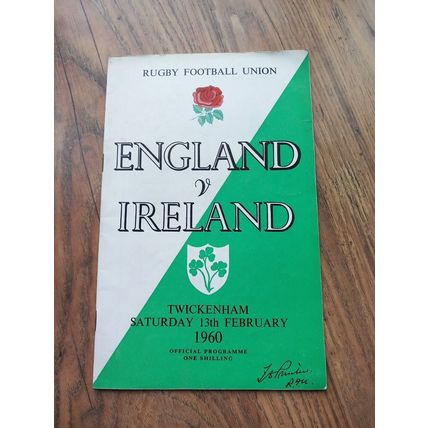 RUGBY FOOTBALL UNION
ENGLAND
v
IRELAND
TWICKENHAM
SATURDAY 13th FEBRUARY
1960
OFFICIAL PROGRAMME
ONE SHILLING